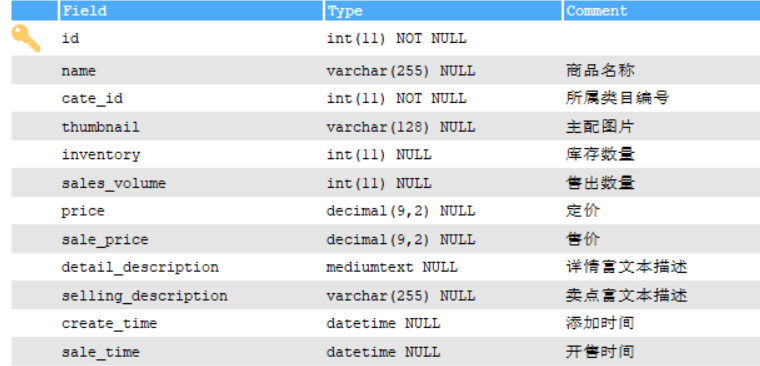 Field Type Comment
id int(11) NOT NULL
name varchar(255) NULL 商品名称
cate_id int(11) NOT NULL 所属类目编号
thumbnail varchar(128) NULL 主配图片
inventory int(11) NULL 库存数量
sales_volume int(11) NULL 售出数量
price decimal(9,2) NULL 定价
sale_price decimal(9,2) NULL 售价
detail_description mediumtext NULL 详情富文本描述
selling_description varchar(255) NULL 卖点富文本描述
create_time datetime NULL 添加时间
sale_time datetime NULL 开售时间